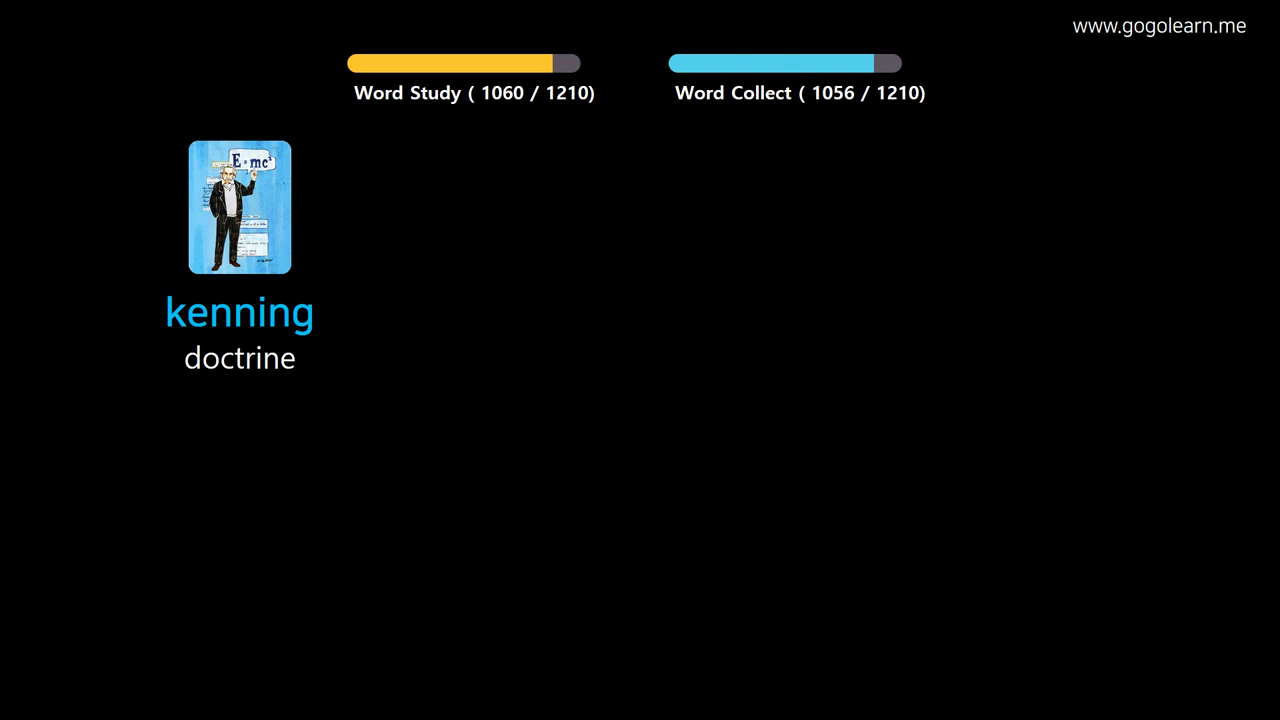 www.gogolearn.me
Word Study ( 1060 / 1210)
Word Collect ( 1056 / 1210)
E=mc²
kenning
doctrine